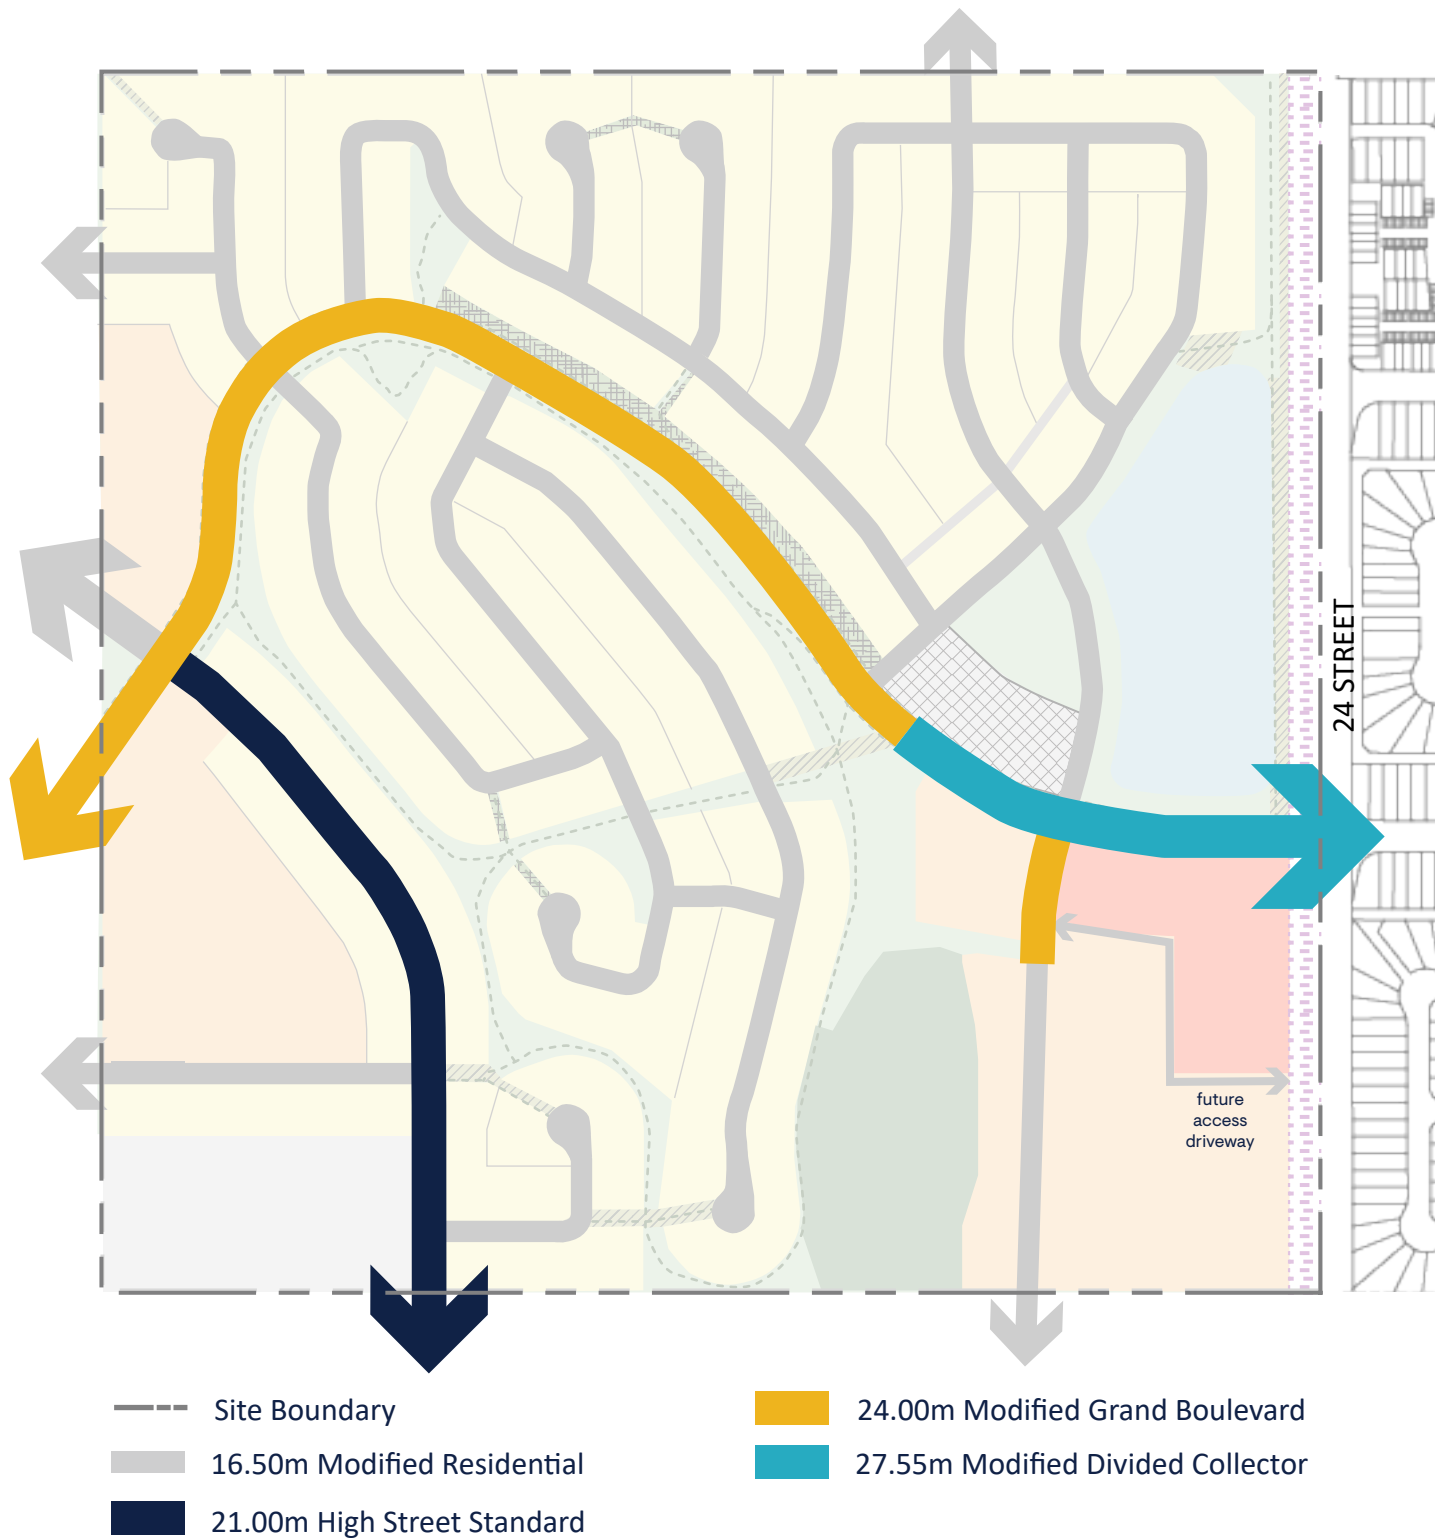 24 STREET
future
access
driveway
Site Boundary
16.50m Modified Residential
21.00m High Street Standard
24.00m Modified Grand Boulevard
27.55m Modified Divided Collector